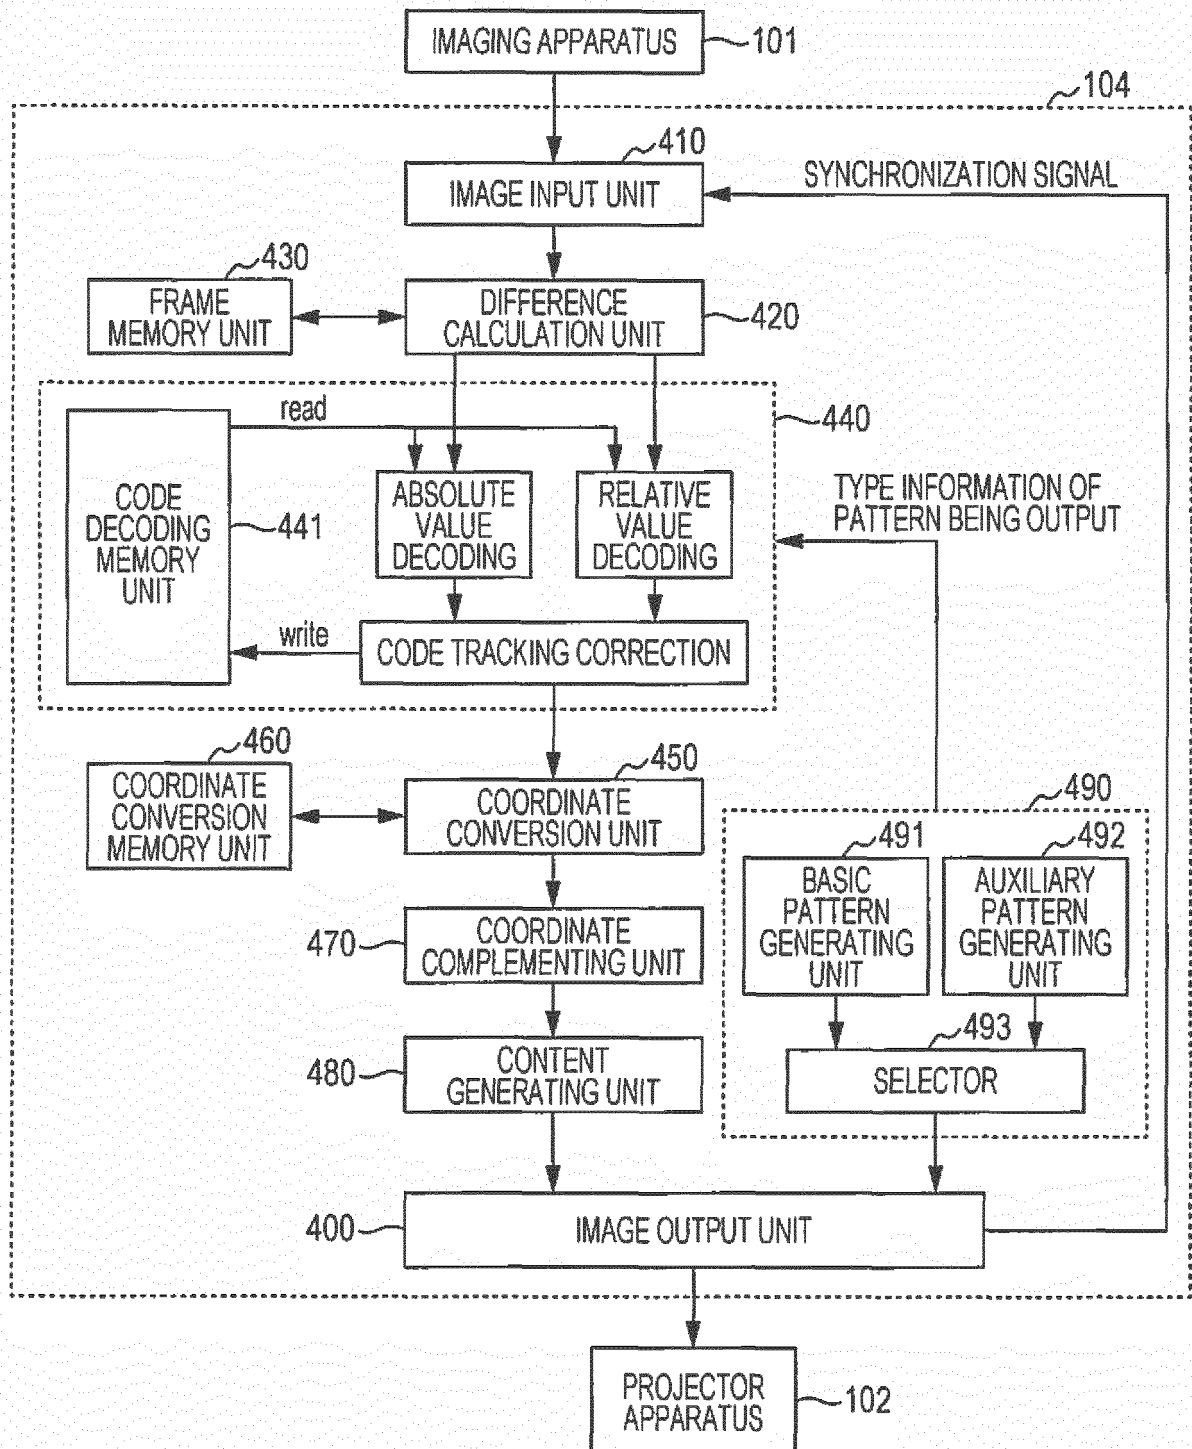 IMAGING APPARATUS
101
104
410
IMAGE INPUT UNIT
SYNCHRONIZATION SIGNAL
430
FRAME
MEMORY UNIT
DIFFERENCE
CALCULATION UNIT
420
read
440
CODE
DECODING
MEMORY
UNIT
441
ABSOLUTE
VALUE
DECODING
RELATIVE
VALUE
DECODING
TYPE INFORMATION OF
PATTERN BEING OUTPUT
write
CODE TRACKING CORRECTION
460
COORDINATE
CONVERSION
MEMORY UNIT
450
COORDINATE
CONVERSION UNIT
490
491
BASIC
PATTERN
GENERATING
UNIT
492
AUXILIARY
PATTERN
GENERATING
UNIT
470
COORDINATE
COMPLEMENTING UNIT
493
SELECTOR
480
CONTENT
GENERATING UNIT
400
IMAGE OUTPUT UNIT
PROJECTOR
APPARATUS
102